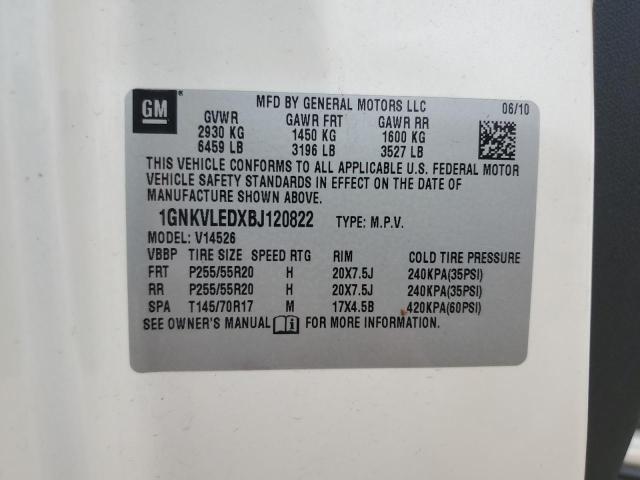 GM
®
MFD BY GENERAL MOTORS LLC 06/10
GVWR GAWR FRT GAWR RR
2930 KG 1450 KG 1600 KG
6459 LB 3196 LB 3527 LB
THIS VEHICLE CONFORMS TO ALL APPLICABLE U.S. FEDERAL MOTOR
VEHICLE SAFETY STANDARDS IN EFFECT ON THE DATE OF
MANUFACTURE SHOWN ABOVE.
1GNKVLEDXBJ120822 TYPE: M.P.V.
MODEL: V14526
VBBP TIRE SIZE SPEED RTG RIM COLD TIRE PRESSURE
FRT P255/55R20 H 20X7.5J 240KPA(35PSI)
RR P255/55R20 H 20X7.5J 240KPA(35PSI)
SPA T145/70R17 M 17X4.5B 420KPA(60PSI)
SEE OWNER'S MANUAL FOR MORE INFORMATION.